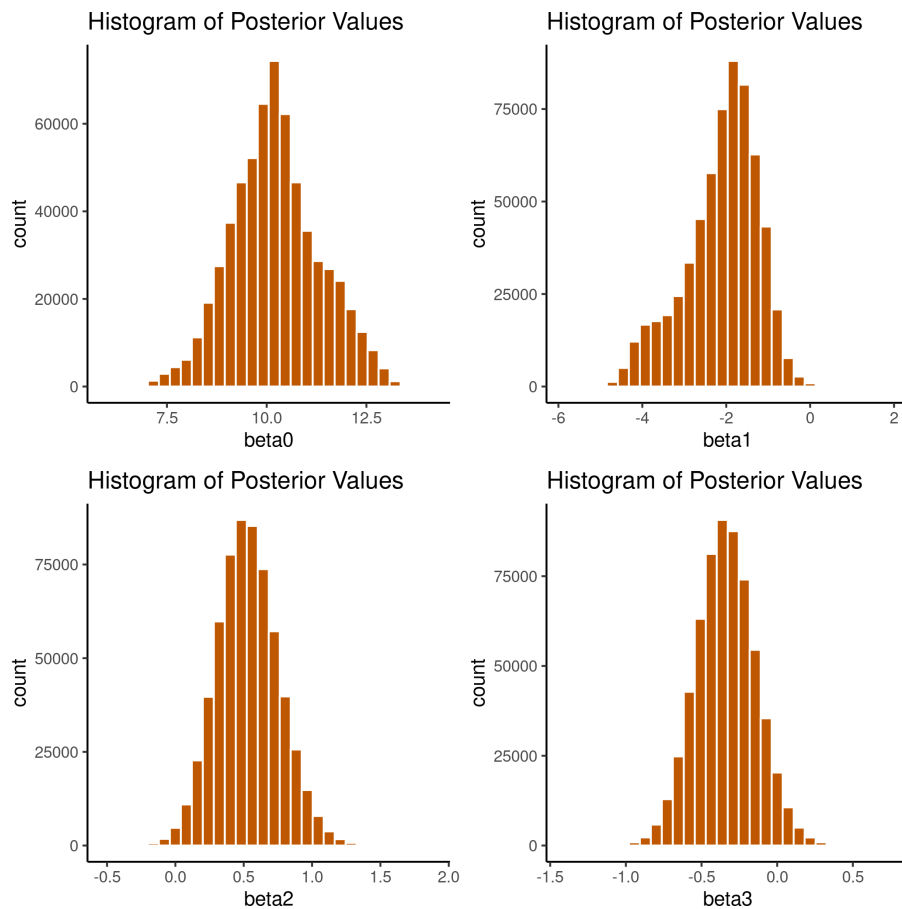 Histogram of Posterior Values
60000
40000
20000
0
count
7.5 10.0 12.5
beta0
Histogram of Posterior Values
75000
50000
25000
0
count
-6 -4 -2 0 2
beta1
Histogram of Posterior Values
75000
50000
25000
0
count
-0.5 0.0 0.5 1.0 1.5 2.0
beta2
Histogram of Posterior Values
75000
50000
25000
0
count
-1.5 -1.0 -0.5 0.0 0.5
beta3